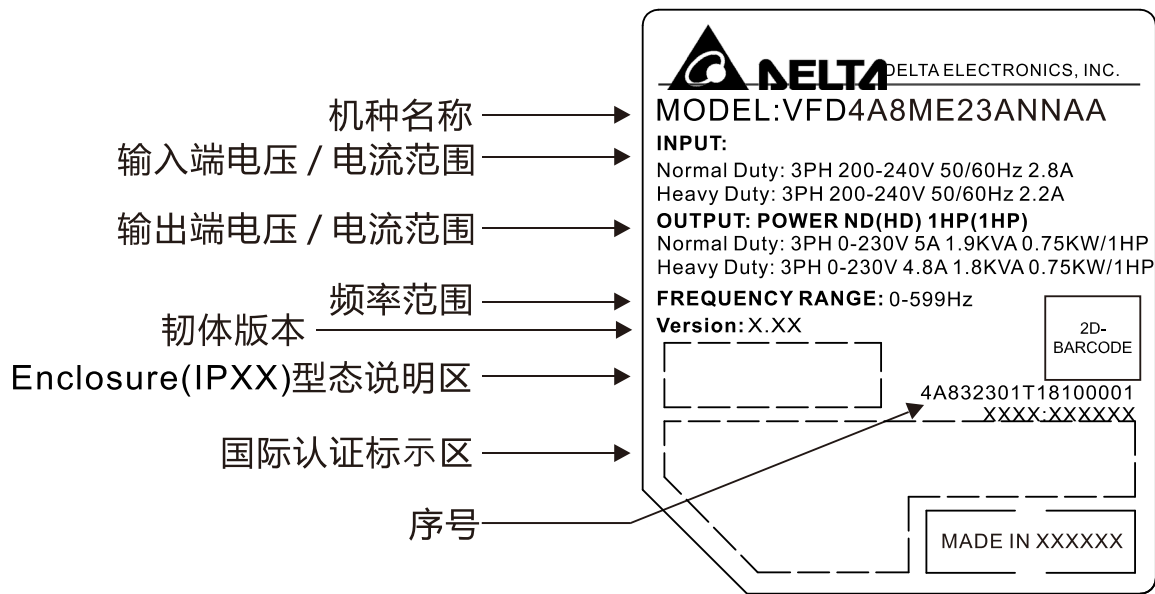 DELTA DELTA ELECTRONICS, INC.
机种名称
MODEL:VFD4A8ME23ANNAA
输入端电压 / 电流范围
INPUT:
Normal Duty: 3PH 200-240V 50/60Hz 2.8A
Heavy Duty: 3PH 200-240V 50/60Hz 2.2A
输出端电压 / 电流范围
OUTPUT: POWER ND(HD) 1HP(1HP)
Normal Duty: 3PH 0-230V 5A 1.9KVA 0.75KW/1HP
Heavy Duty: 3PH 0-230V 4.8A 1.8KVA 0.75KW/1HP
频率范围
FREQUENCY RANGE: 0-599Hz
韧体版本
Version: X.XX
2D-
BARCODE
Enclosure(IPXX)型态说明区
4A832301T18100001
XXXX:XXXXXX
国际认证标示区
序号
MADE IN XXXXXX